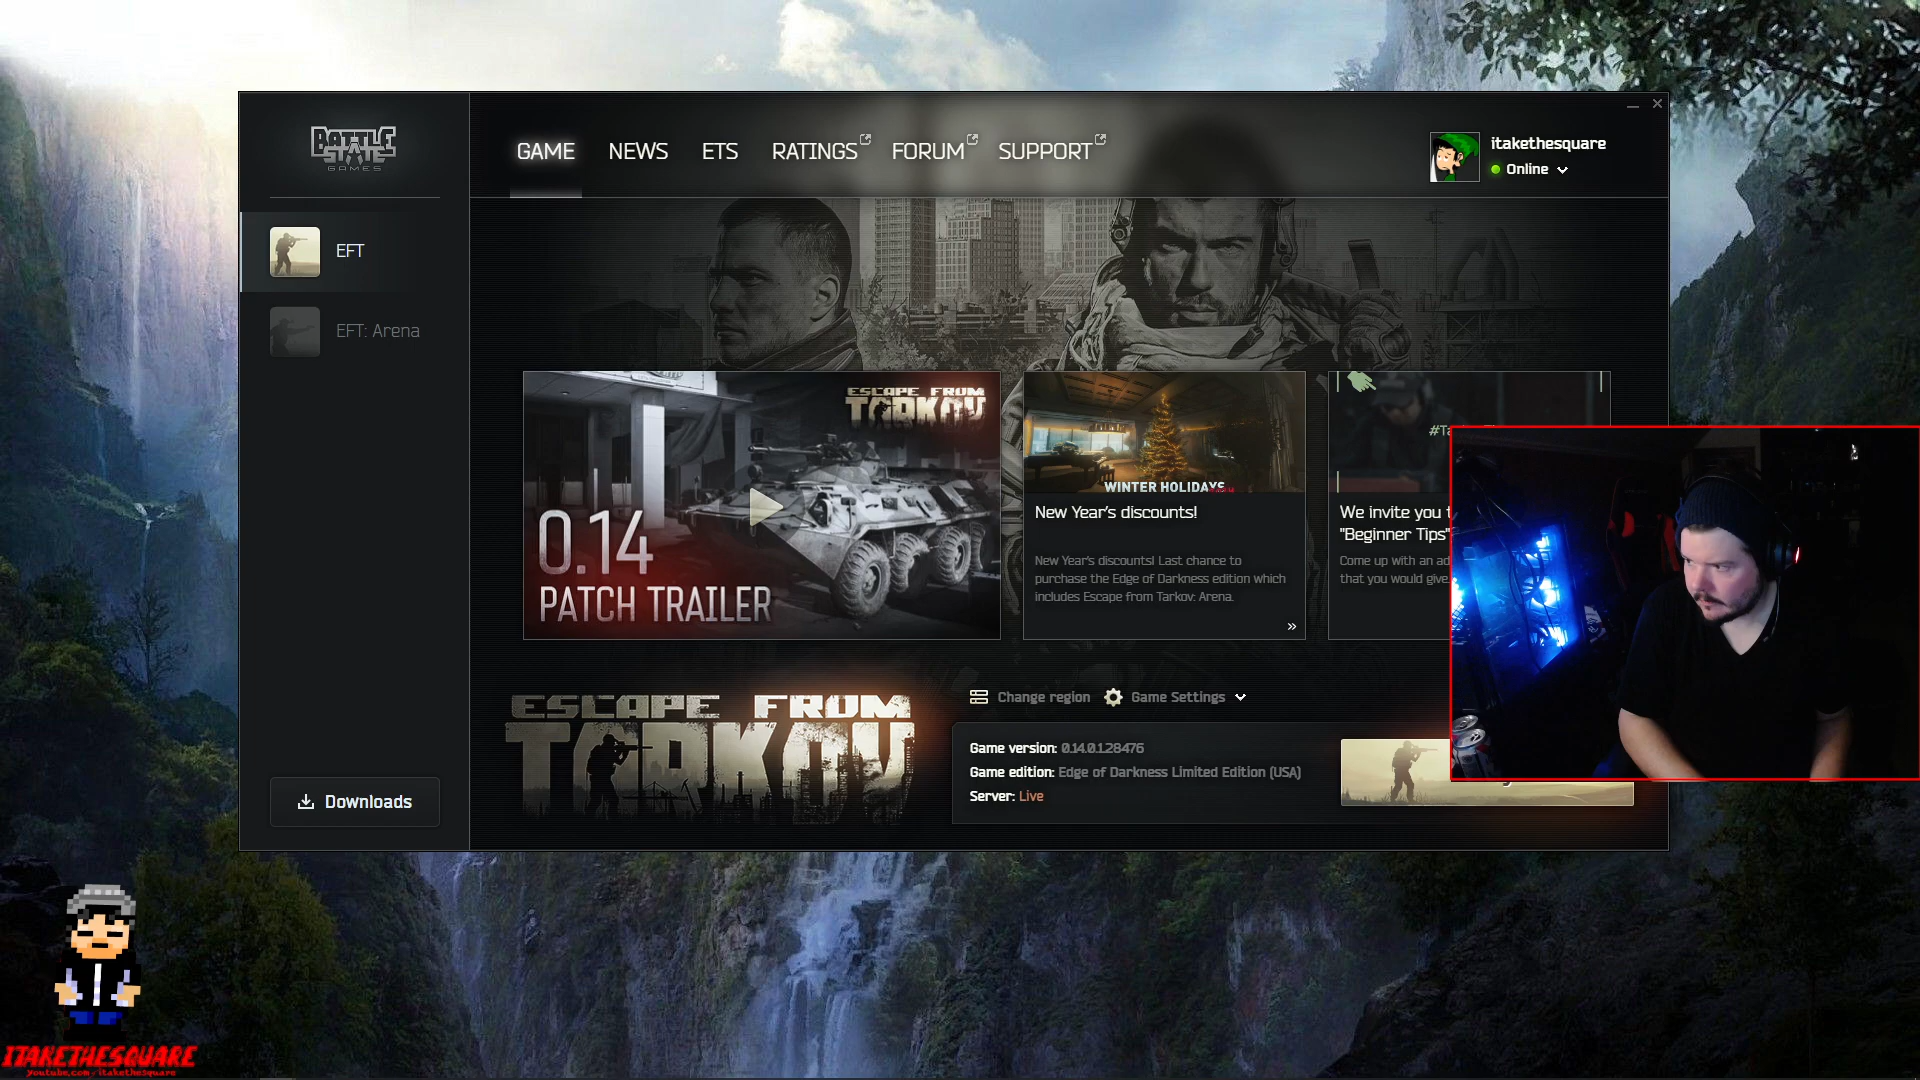 BATTLE
STATE
GAMES
GAME
NEWS
ETS
RATINGS
FORUM
SUPPORT
itakethesquare
Online
EFT
EFT: Arena
ESCAPE FROM
TARKOV
0.14
PATCH TRAILER
WINTER HOLIDAYS
New Year's discounts!
New Year's discounts! Last chance to
purchase the Edge of Darkness edition which
includes Escape from Tarkov: Arena.
»
We invite you
"Beginner Tips"
Come up with an
that you would give
ESCAPE FROM
TARKOV
Change region
Game Settings
Game version: 0.14.0.1.28476
Game edition: Edge of Darkness Limited Edition (USA)
Server: Live
Downloads
ITAKETHESQUARE
youtube.com/itakethesquare